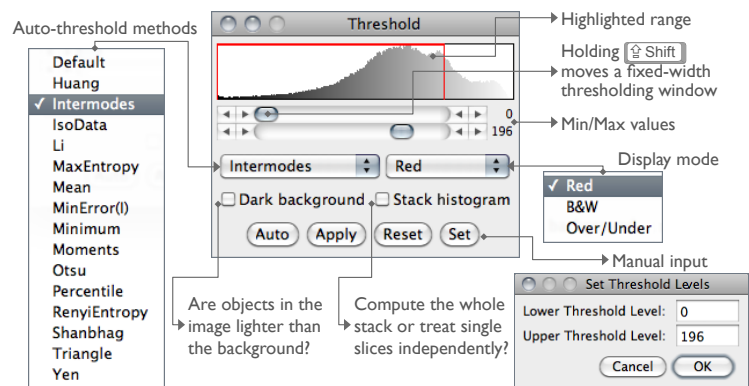 Auto-threshold methods
Default
Huang
✓ Intermodes
IsoData
Li
MaxEntropy
Mean
MinError(I)
Minimum
Moments
Otsu
Percentile
RenyiEntropy
Shanbhag
Triangle
Yen
Threshold
0
196
Intermodes
Red
Dark background
Stack histogram
Auto
Apply
Reset
Set
Highlighted range
Holding ⇧ Shift
moves a fixed-width
thresholding window
Min/Max values
Display mode
✓ Red
B&W
Over/Under
Manual input
Are objects in the
image lighter than
the background?
Compute the whole
stack or treat single
slices independently?
Set Threshold Levels
Lower Threshold Level: 0
Upper Threshold Level: 196
Cancel
OK